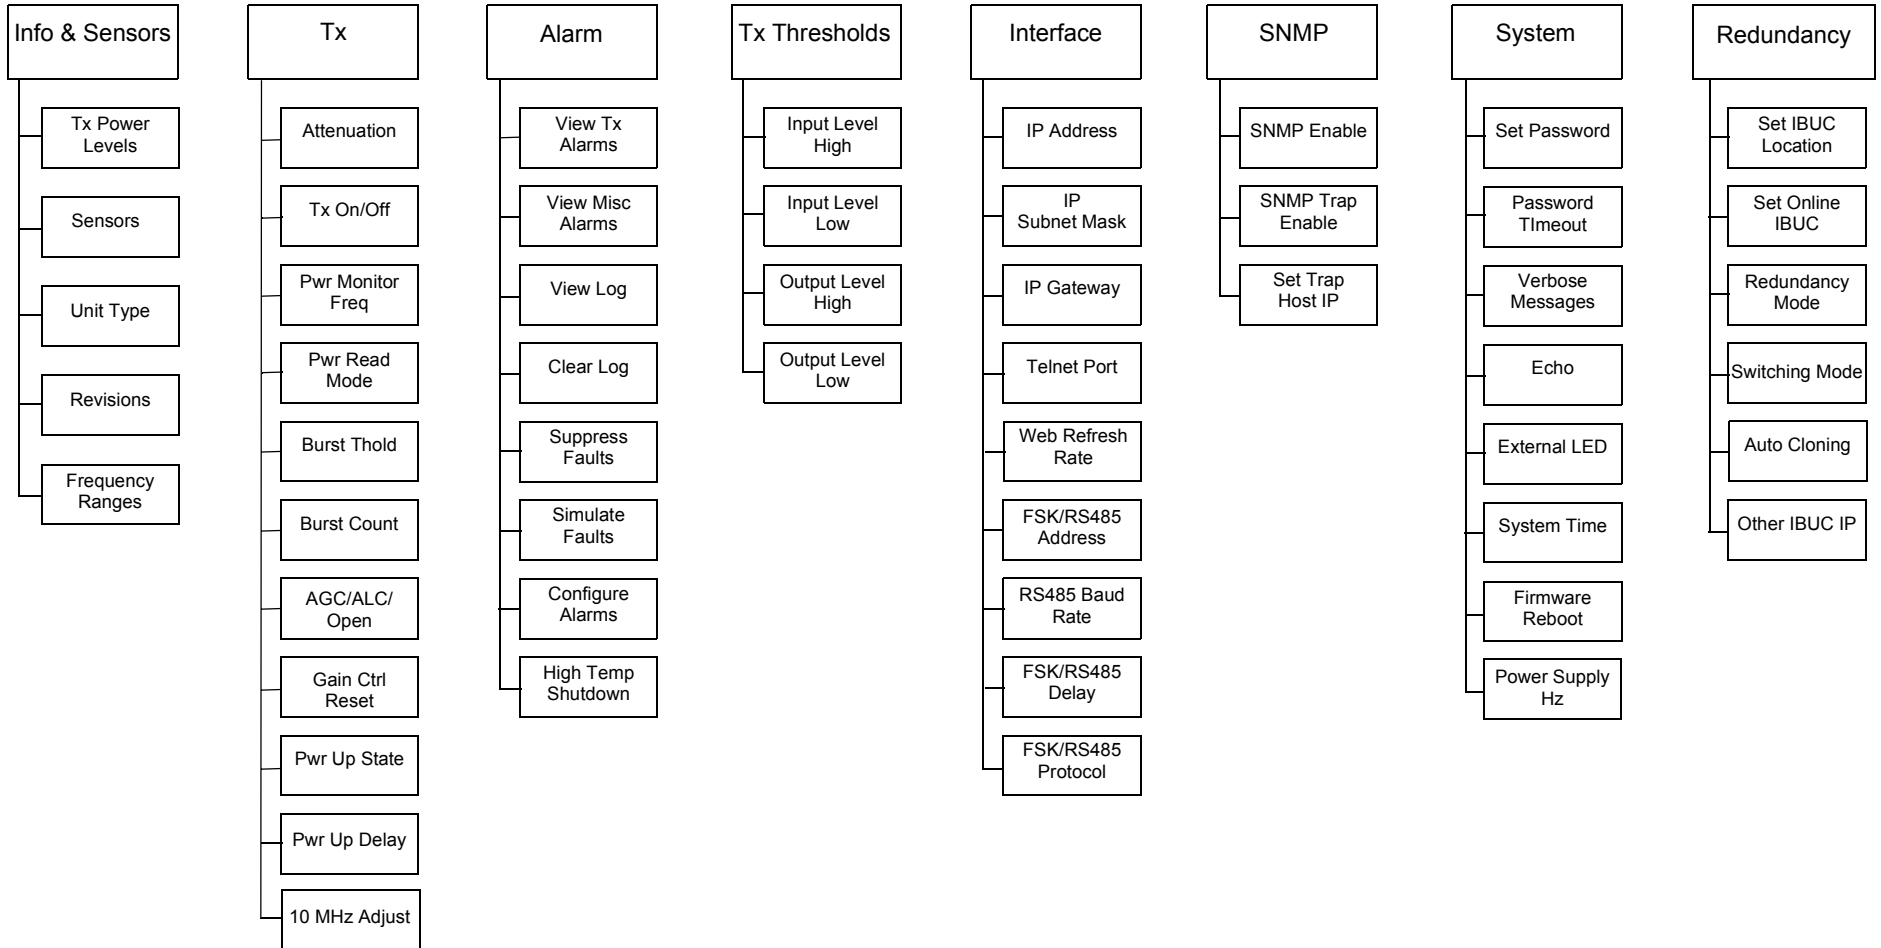 Info & Sensors
Tx Power
Levels
Sensors
Unit Type
Revisions
Frequency
Ranges
Tx
Attenuation
Tx On/Off
Pwr Monitor
Freq
Pwr Read
Mode
Burst Thold
Burst Count
AGC/ALC/
Open
Gain Ctrl
Reset
Pwr Up State
Pwr Up Delay
10 MHz Adjust
Alarm
View Tx
Alarms
View Misc
Alarms
View Log
Clear Log
Suppress
Faults
Simulate
Faults
Configure
Alarms
High Temp
Shutdown
Tx Thresholds
Input Level
High
Input Level
Low
Output Level
High
Output Level
Low
Interface
IP Address
IP
Subnet Mask
IP Gateway
Telnet Port
Web Refresh
Rate
FSK/RS485
Address
RS485 Baud
Rate
FSK/RS485
Delay
FSK/RS485
Protocol
SNMP
SNMP Enable
SNMP Trap
Enable
Set Trap
Host IP
System
Set Password
Password
TImeout
Verbose
Messages
Echo
External LED
System Time
Firmware
Reboot
Power Supply
Hz
Redundancy
Set IBUC
Location
Set Online
IBUC
Redundancy
Mode
Switching Mode
Auto Cloning
Other IBUC IP